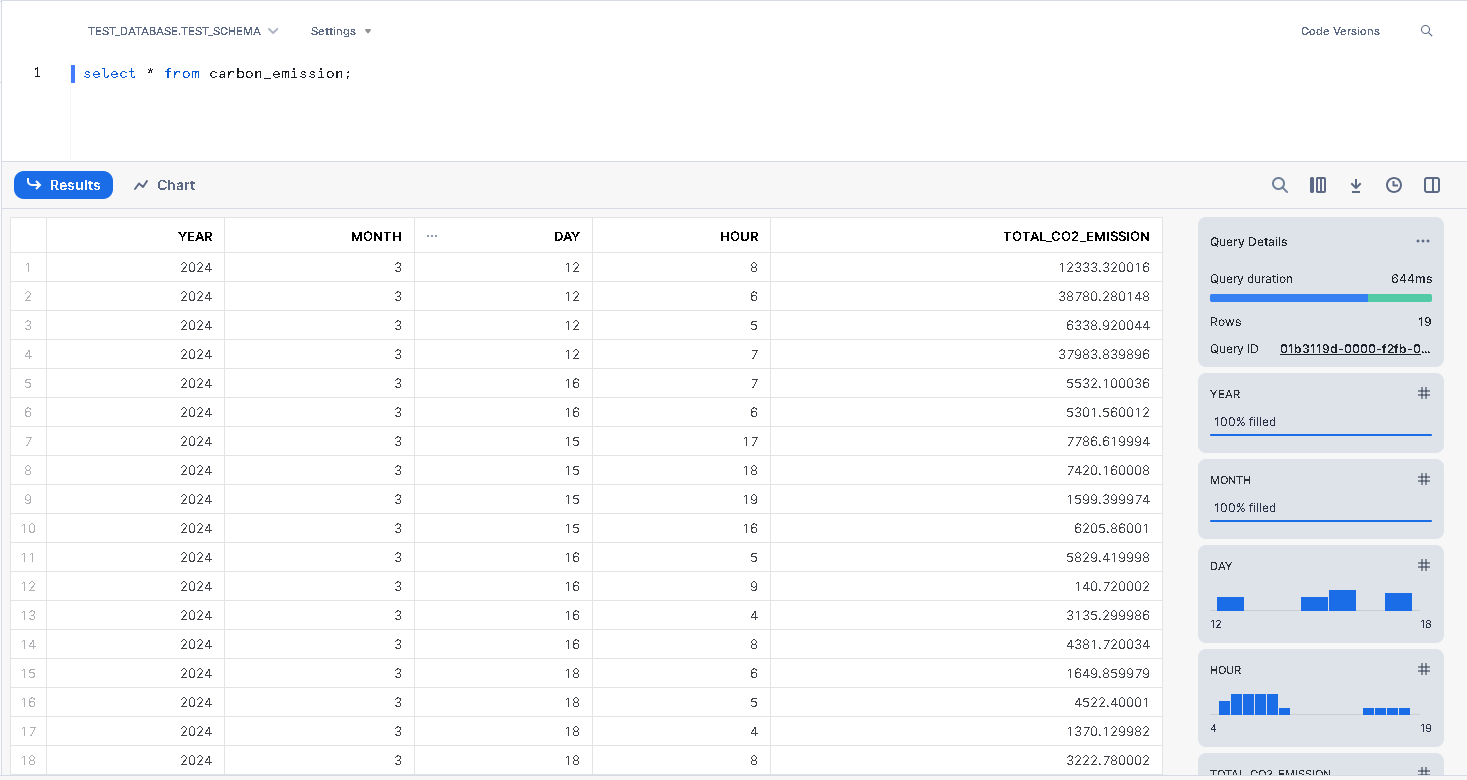 TEST_DATABASE.TEST_SCHEMA Settings Code Versions
1 select * from carbon_emission;
Results Chart
YEAR MONTH ... DAY HOUR TOTAL_CO2_EMISSION
1 2024 3 12 8 12333.320016
2 2024 3 12 6 38780.280148
3 2024 3 12 5 6338.920044
4 2024 3 12 7 37983.839896
5 2024 3 16 7 5532.100036
6 2024 3 16 6 5301.560012
7 2024 3 15 17 7786.619994
8 2024 3 15 18 7420.160008
9 2024 3 15 19 1599.399974
10 2024 3 15 16 6205.86001
11 2024 3 16 5 5829.419998
12 2024 3 16 9 140.720002
13 2024 3 16 4 3135.299986
14 2024 3 16 8 4381.720034
15 2024 3 18 6 1649.859979
16 2024 3 18 5 4522.40001
17 2024 3 18 4 1370.129982
18 2024 3 18 8 3222.780002
Query Details ...
Query duration 644ms
Rows 19
Query ID 01b3119d-0000-f2fb-0...
YEAR #
100% filled
MONTH #
100% filled
DAY #
12 18
HOUR #
4 19
TOTAL_CO2_EMISSION #